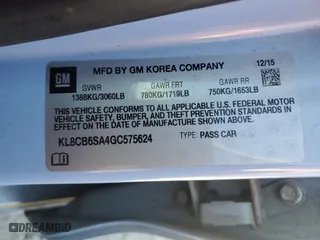 GM
MFD BY GM KOREA COMPANY
12/15
GVWR GAWR FRT GAWR RR
1388KG/3060LB 780KG/1719LB 750KG/1653LB
THIS VEHICLE CONFORMS TO ALL APPLICABLE U.S. FEDERAL MOTOR
VEHICLE SAFETY, BUMPER, AND THEFT PREVENTION STANDARDS
IN EFFECT ON THE DATE OF MANUFACTURE SHOWN ABOVE.
KL8CB6SA4GC575624 TYPE: PASS CAR